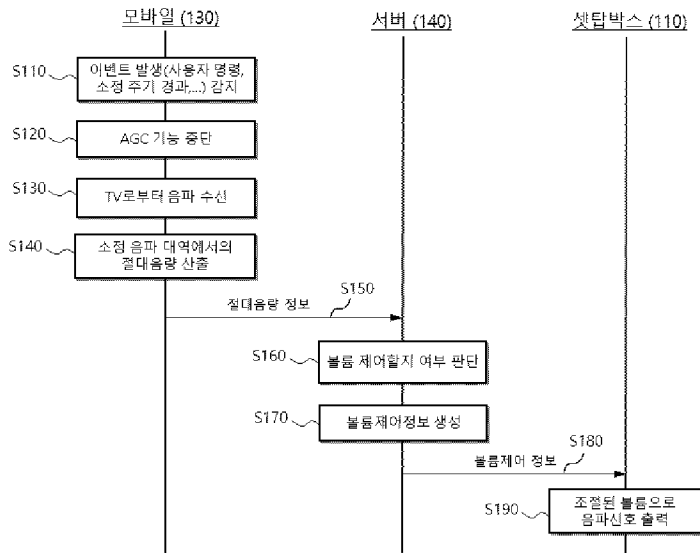 모바일 (130)
서버 (140)
셋탑박스 (110)
S110
이벤트 발생(사용자 명령,
소정 주기 경과,...) 감지
S120
AGC 기능 중단
S130
TV로부터 음파 수신
S140
소정 음파 대역에서의
절대음량 산출
절대음량 정보
S150
S160
볼륨 제어할지 여부 판단
S170
볼륨제어정보 생성
볼륨제어 정보
S180
S190
조절된 볼륨으로
음파신호 출력